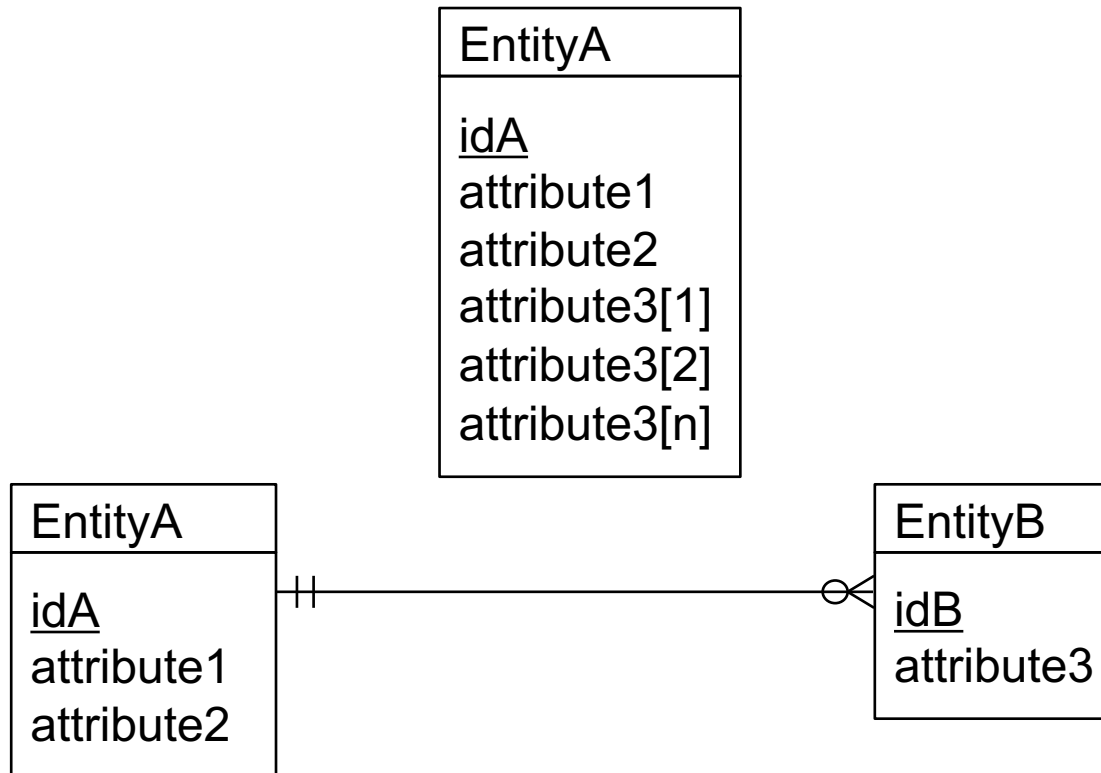 EntityA
idA
attribute1
attribute2
attribute3[1]
attribute3[2]
attribute3[n]
EntityA
idA
attribute1
attribute2
EntityB
idB
attribute3